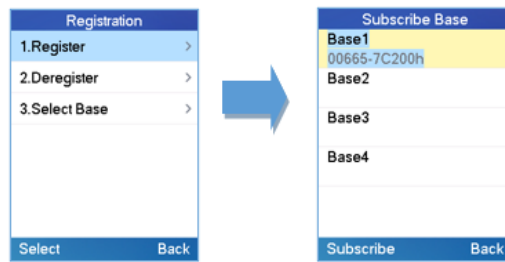 Registration
1.Register
2.Deregister
3.Select Base
Select Back
Subscribe Base
Base1
00665-7C200h
Base2
Base3
Base4
Subscribe Back